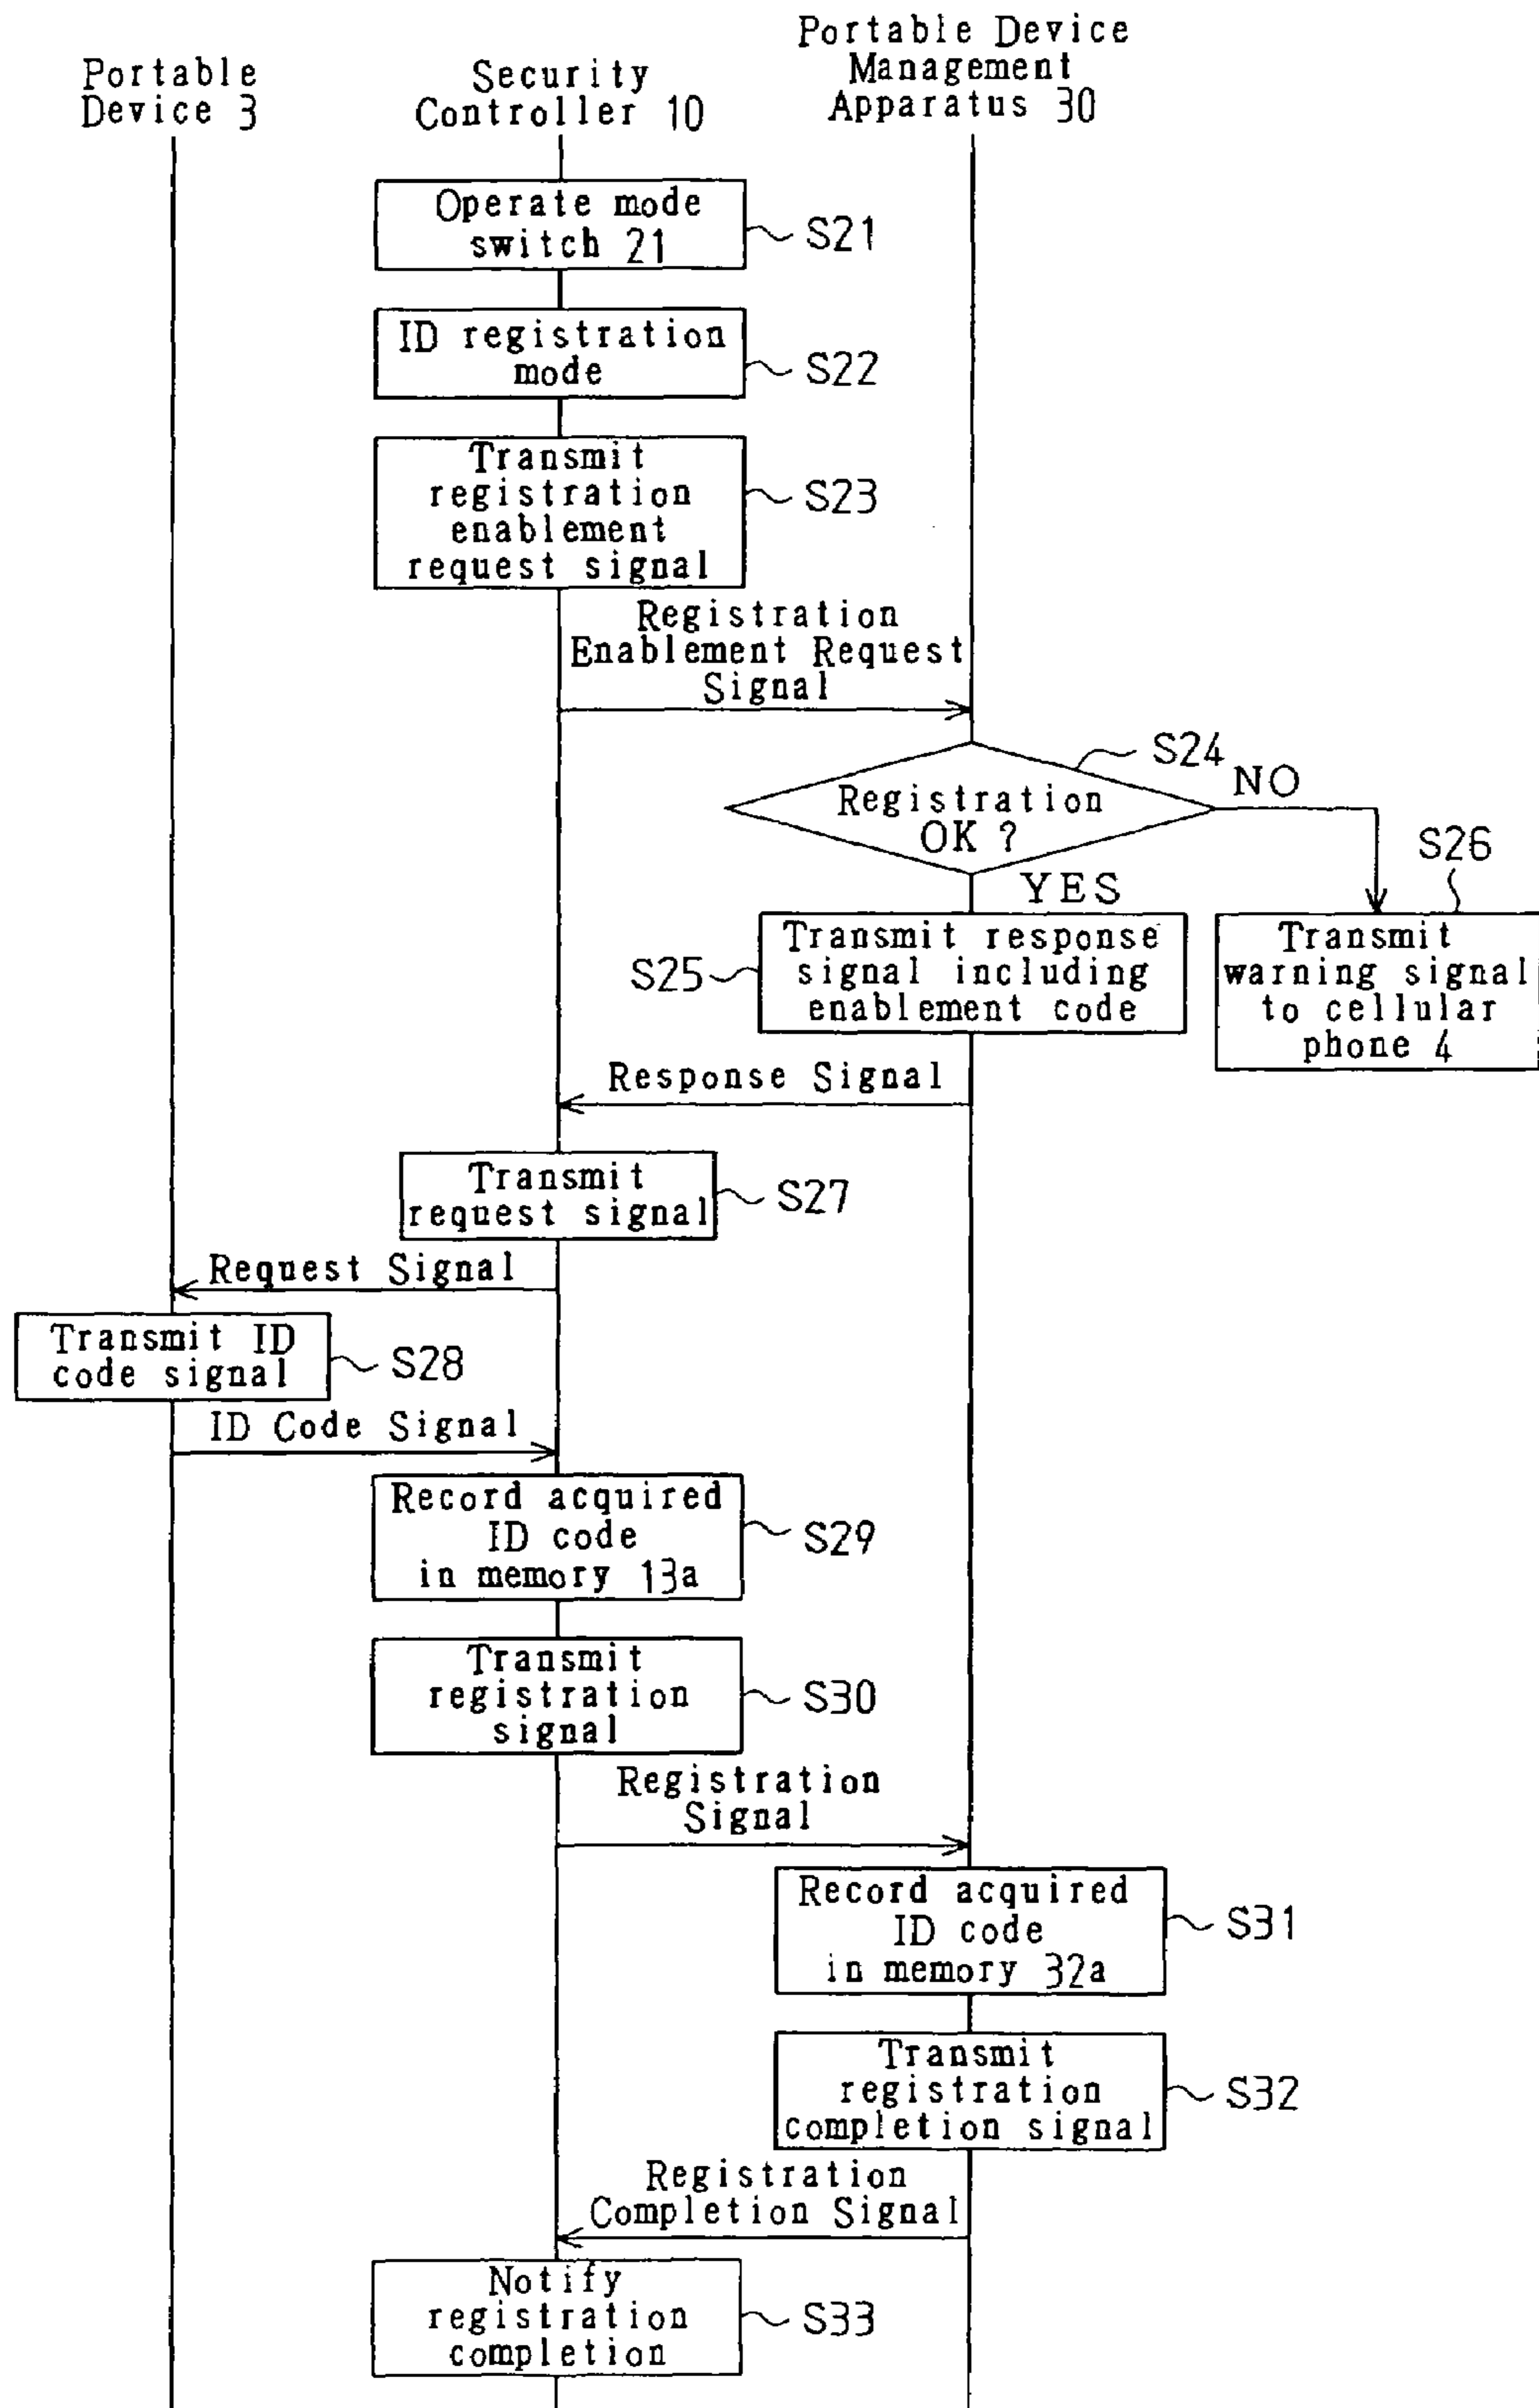 Portable
Device 3
Security
Controller 10
Portable Device
Management
Apparatus 30
Operate mode
switch 21
S21
ID registration
mode
S22
Transmit
registration
enablement
request signal
S23
Registration
Enablement Request
Signal
S24
Registration
OK ?
NO
YES
S26
S25
Transmit response
signal including
enablement code
Transmit
warning signal
to cellular
phone 4
Response Signal
Transmit
request signal
S27
Request Signal
Transmit ID
code signal
S28
ID Code Signal
Record acquired
ID code
in memory 13a
S29
Transmit
registration
signal
S30
Registration
Signal
Record acquired
ID code
in memory 32a
S31
Transmit
registration
completion signal
S32
Registration
Completion Signal
Notify
registration
completion
S33